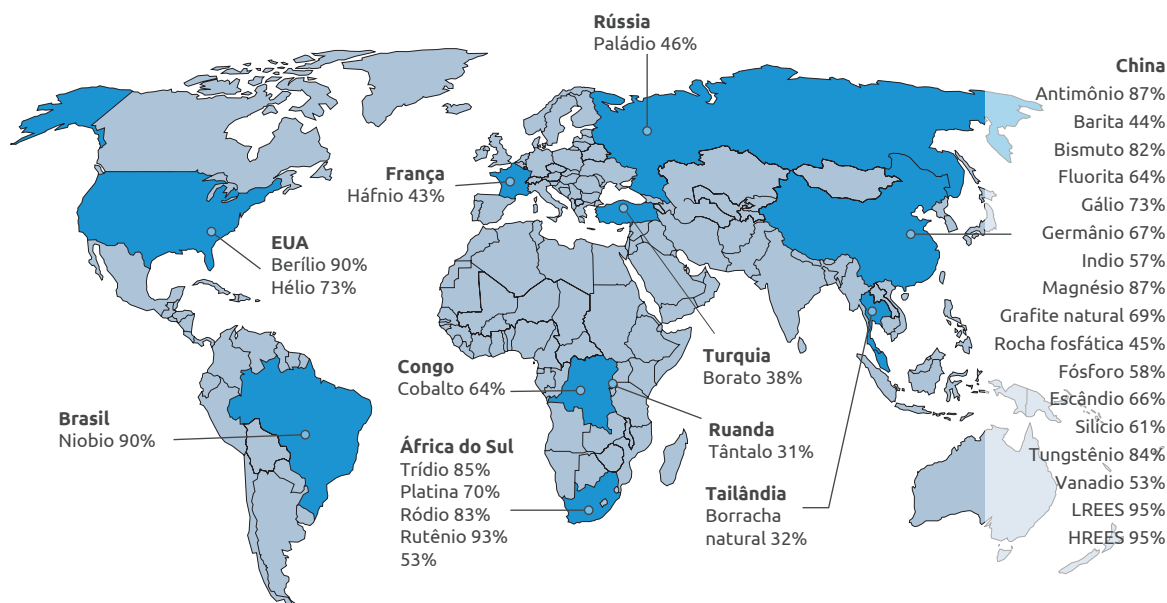 Rússia
Paládio 46%
China
Antimônio 87%
Barita 44%
Bismuto 82%
Fluorita 64%
Gálio 73%
Germânio 67%
Indio 57%
Magnésio 87%
Grafite natural 69%
Rocha fosfática 45%
Fósforo 58%
Escândio 66%
Silicio 61%
Tungstênio 84%
Vanadio 53%
LREES 95%
HREES 95%
França
Háfnio 43%
EUA
Berílio 90%
Hélio 73%
Turquia
Borato 38%
Congo
Cobalto 64%
Brasil
Niobio 90%
Ruanda
Tântalo 31%
África do Sul
Trídio 85%
Platina 70%
Ródio 83%
Rutênio 93%
53%
Tailândia
Borracha
natural 32%